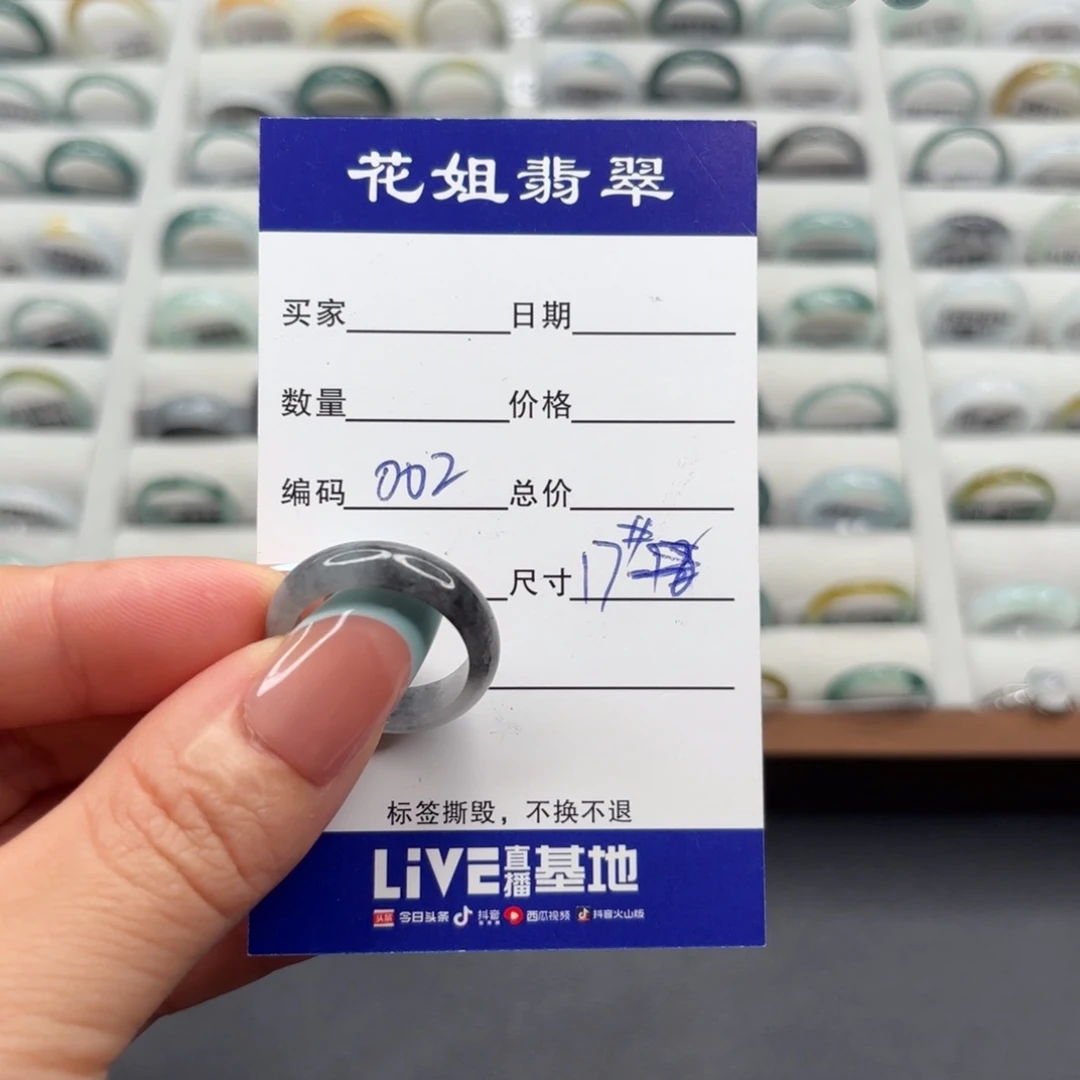 花姐翡翠
买家 日期
数量 价格
编码 002 总价
尺寸 17#
标签撕毁，不换不退
LiVE直播基地
头条 今日头条 抖音 西瓜视频 抖音火山版